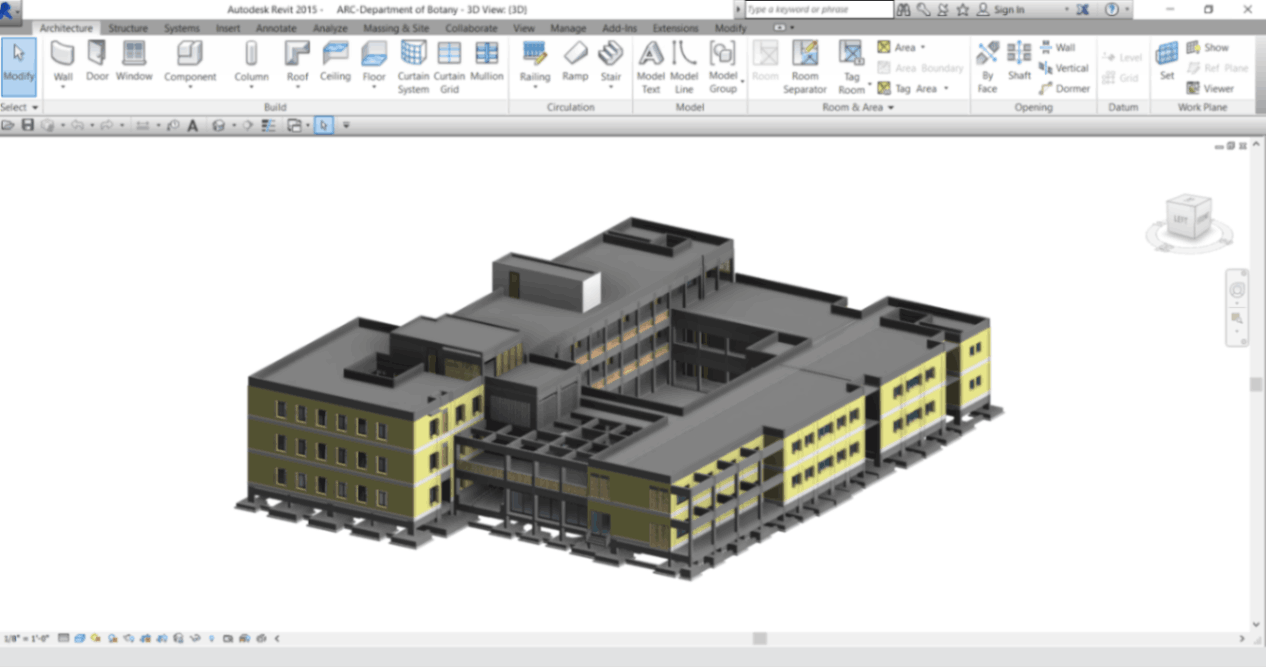 Autodesk Revit 2015 - ARC-Department of Botany - 3D View: {3D}
Type a keyword or phrase
Sign In
Architecture Structure Systems Insert Annotate Analyze Massing & Site Collaborate View Manage Add-Ins Extensions Modify
Modify
Wall
Door
Window
Component
Column
Roof
Ceiling
Floor
Curtain System
Curtain Grid
Mullion
Railing
Ramp
Stair
Model Text
Model Line
Model Group
Room
Room Separator
Tag Room
Area
Area Boundary
Tag Area
By Face
Shaft
Wall
Vertical
Dormer
Level
Grid
Set
Show
Ref Plane
Viewer
Select
Build
Circulation
Model
Room & Area
Opening
Datum
Work Plane
LEFT
1/8" = 1'-0"